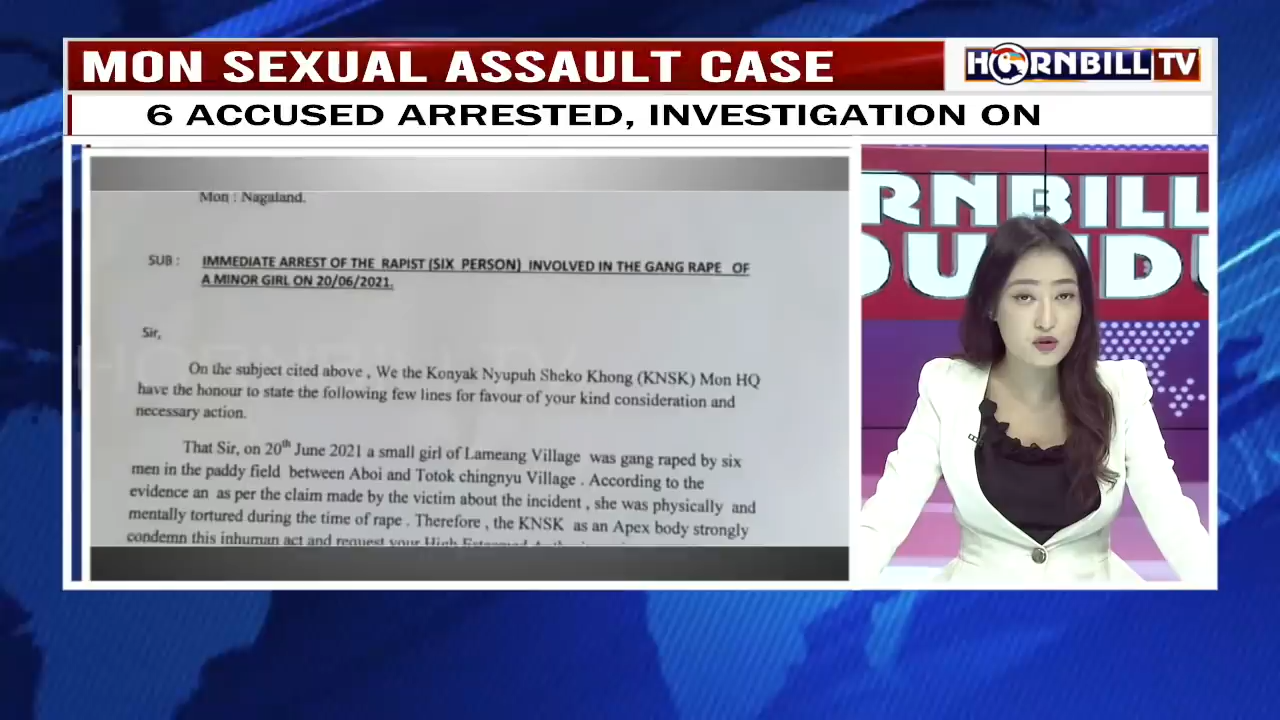 MON SEXUAL ASSAULT CASE
HORNBILL TV
6 ACCUSED ARRESTED, INVESTIGATION ON
Mon : Nagaland.
SUB : IMMEDIATE ARREST OF THE RAPIST (SIX PERSON) INVOLVED IN THE GANG RAPE OF
A MINOR GIRL ON 20/06/2021.
Sir,
On the subject cited above , We the Konyak Nyupuh Sheko Khong (KNSK) Mon HQ
have the honour to state the following few lines for favour of your kind consideration and
necessary action.
That Sir, on 20th June 2021 a small girl of Lameang Village was gang raped by six
men in the paddy field between Aboi and Totok chingnyu Village . According to the
evidence an as per the claim made by the victim about the incident , she was physically and
mentally tortured during the time of rape . Therefore , the KNSK as an Apex body strongly
condemn this inhuman act and request your High
RNBILL
OUND
HORNBILL TV